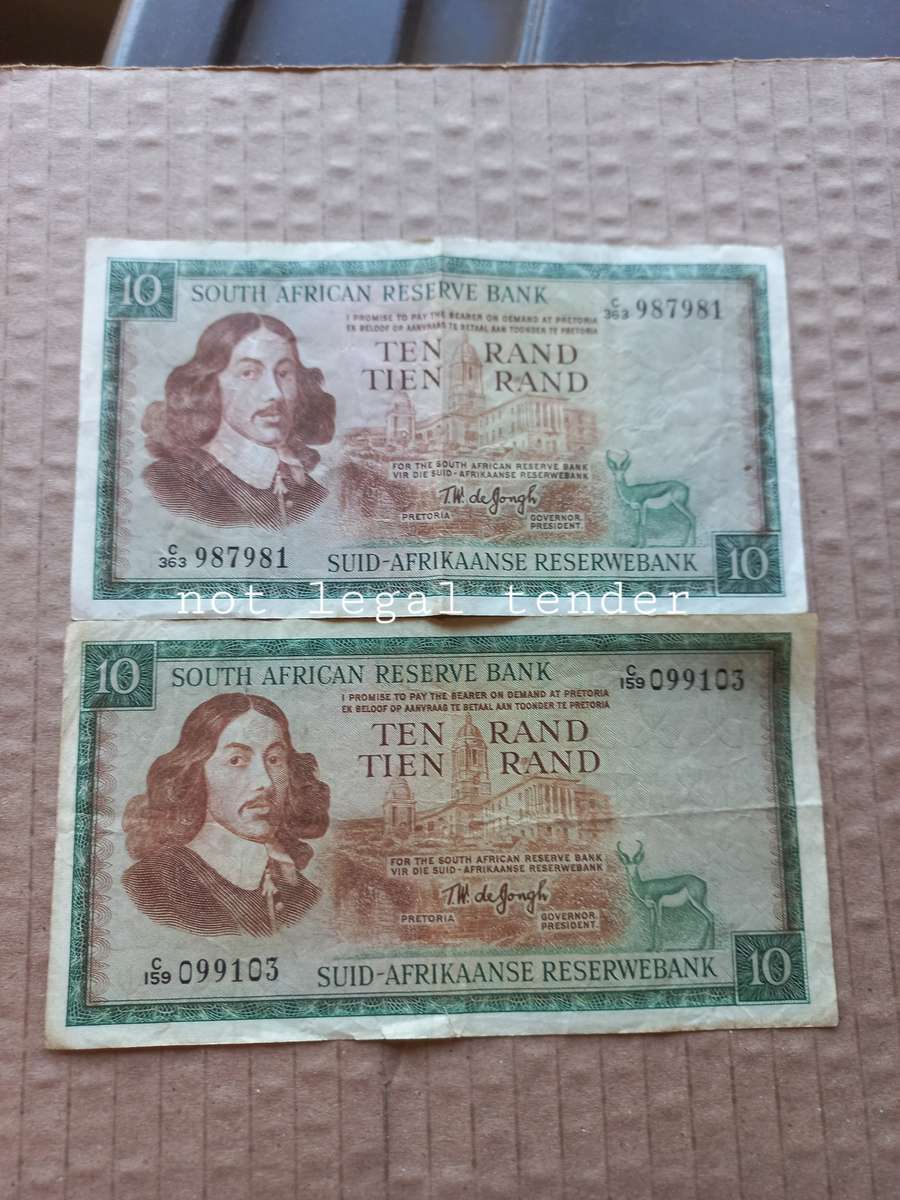 10
SOUTH AFRICAN RESERVE BANK
C/363 987981
I PROMISE TO PAY THE BEARER ON DEMAND AT PRETORIA
EK BELOOF OP AANVRAAG TE BETAAL AAN TOONDER TE PRETORIA
TEN RAND
TIEN RAND
FOR THE SOUTH AFRICAN RESERVE BANK
VIR DIE SUID-AFRIKAANSE RESERWEBANK
T.W. de Jongh
PRETORIA
GOVERNOR.
PRESIDENT.
C/363 987981
SUID-AFRIKAANSE RESERWEBANK
10
not legal tender
10
SOUTH AFRICAN RESERVE BANK
C/159 099103
I PROMISE TO PAY THE BEARER ON DEMAND AT PRETORIA
EK BELOOF OP AANVRAAG TE BETAAL AAN TOONDER TE PRETORIA
TEN RAND
TIEN RAND
FOR THE SOUTH AFRICAN RESERVE BANK
VIR DIE SUID-AFRIKAANSE RESERWEBANK
T.W. de Jongh
PRETORIA
GOVERNOR.
PRESIDENT.
C/159 099103
SUID-AFRIKAANSE RESERWEBANK
10